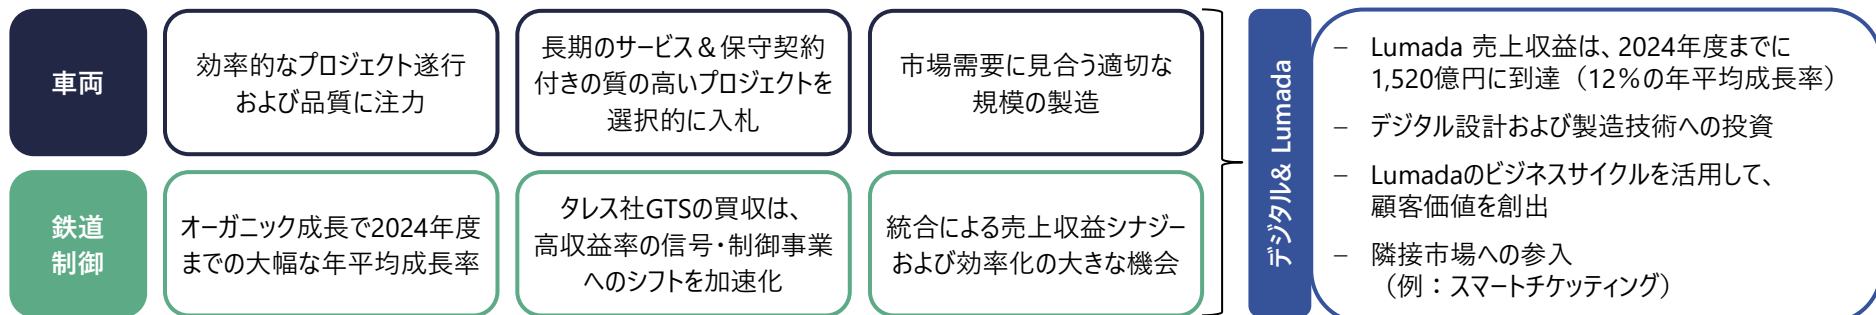 車両
効率的なプロジェクト遂行
および品質に注力
長期のサービス＆保守契約
付きの質の高いプロジェクトを
選択的に入札
市場需要に見合う適切な
規模の製造
鉄道
制御
オーガニック成長で2024年度
までの大幅な年平均成長率
タレス社GTSの買収は、
高収益率の信号・制御事業
へのシフトを加速化
統合による売上収益シナジー
および効率化の大きな機会
デジタル& Lumada
– Lumada 売上収益は、2024年度までに
1,520億円に到達（12%の年平均成長率）
– デジタル設計および製造技術への投資
– Lumadaのビジネスサイクルを活用して、
顧客価値を創出
– 隣接市場への参入
（例：スマートチケッティング）